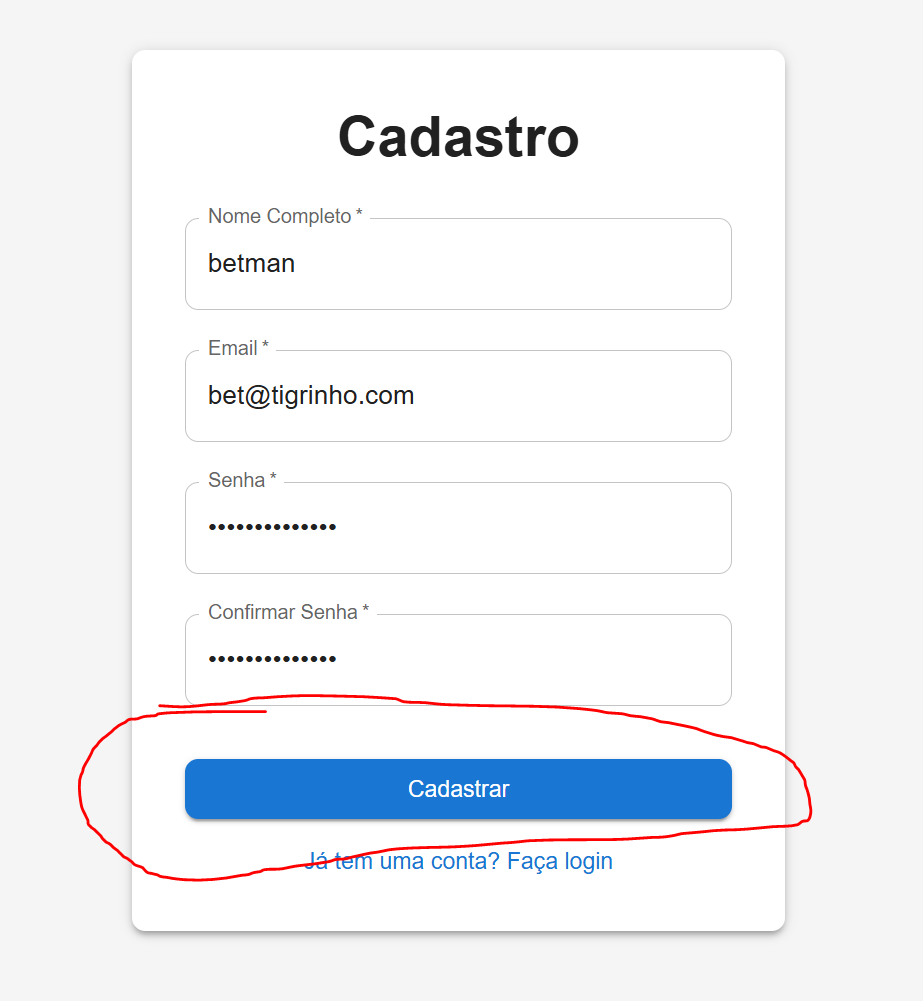 Cadastro
Nome Completo *
betman
Email *
bet@tigrinho.com
Senha *
••••••••••••••
Confirmar Senha *
••••••••••••••
Cadastrar
Já tem uma conta? Faça login